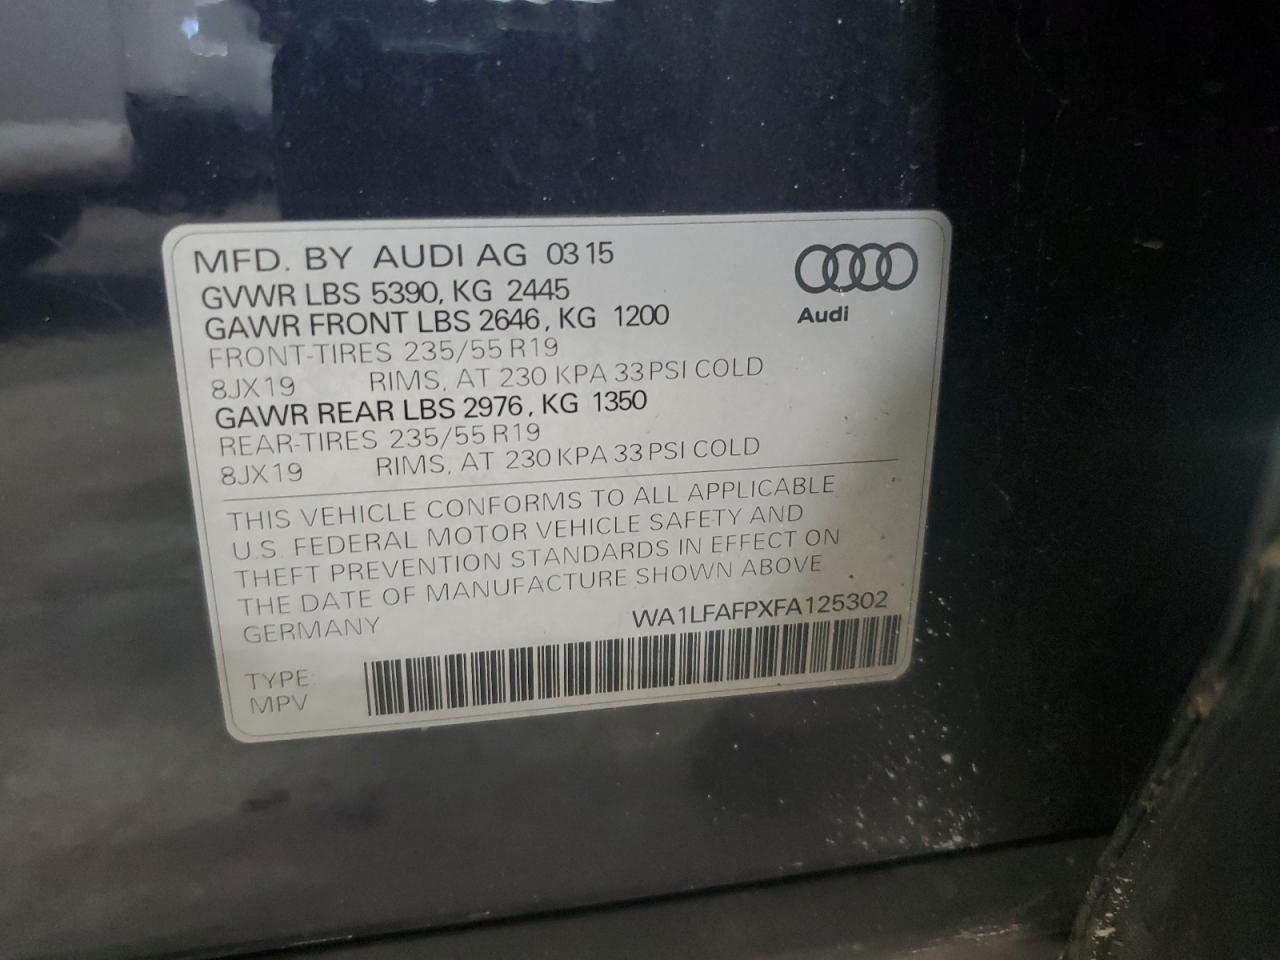 MFD. BY AUDI AG 0315
GVWR LBS 5390, KG 2445
GAWR FRONT LBS 2646, KG 1200
FRONT-TIRES 235/55 R19
8JX19 RIMS, AT 230 KPA 33 PSI COLD
GAWR REAR LBS 2976, KG 1350
REAR-TIRES 235/55 R19
8JX19 RIMS, AT 230 KPA 33 PSI COLD
Audi
THIS VEHICLE CONFORMS TO ALL APPLICABLE
U.S. FEDERAL MOTOR VEHICLE SAFETY AND
THEFT PREVENTION STANDARDS IN EFFECT ON
THE DATE OF MANUFACTURE SHOWN ABOVE
GERMANY WA1LFAFPXFA125302
TYPE:
MPV